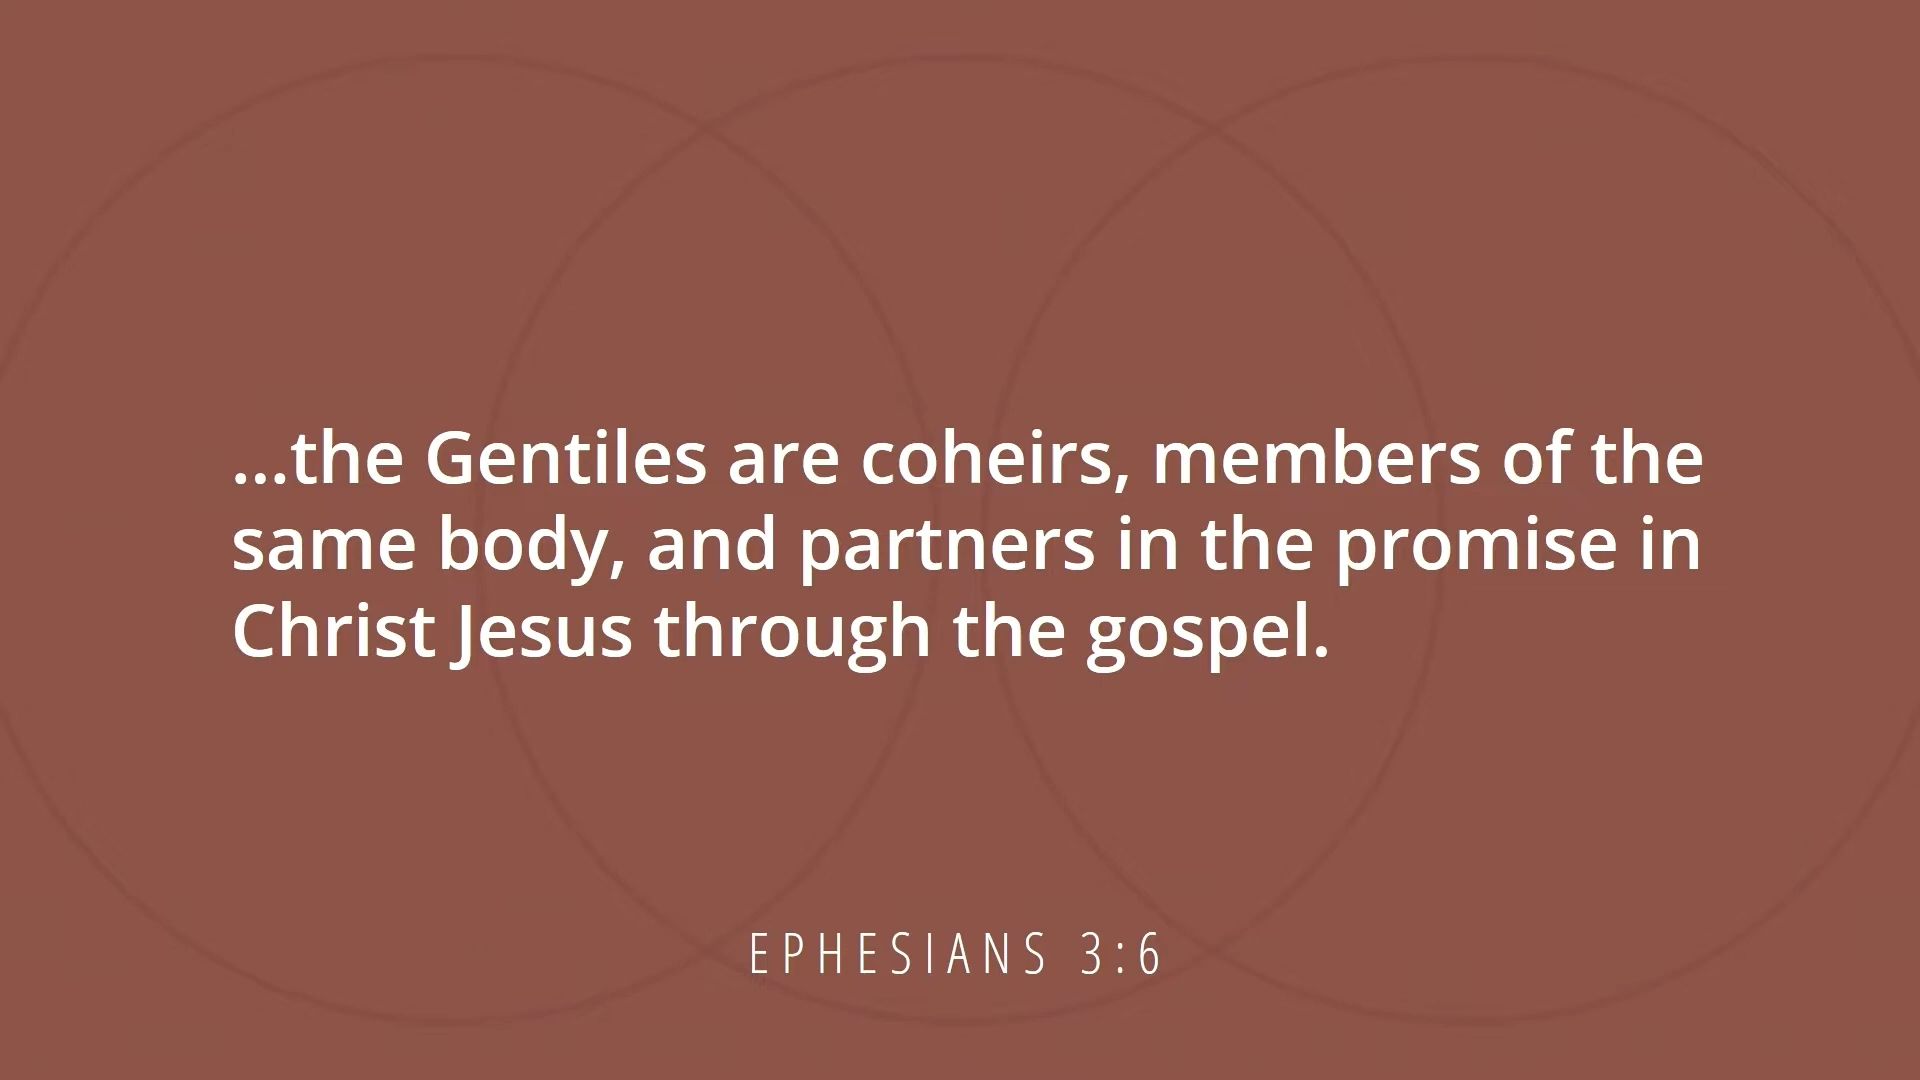 ...the Gentiles are coheirs, members of the
same body, and partners in the promise in
Christ Jesus through the gospel.
EPHESIANS 3:6